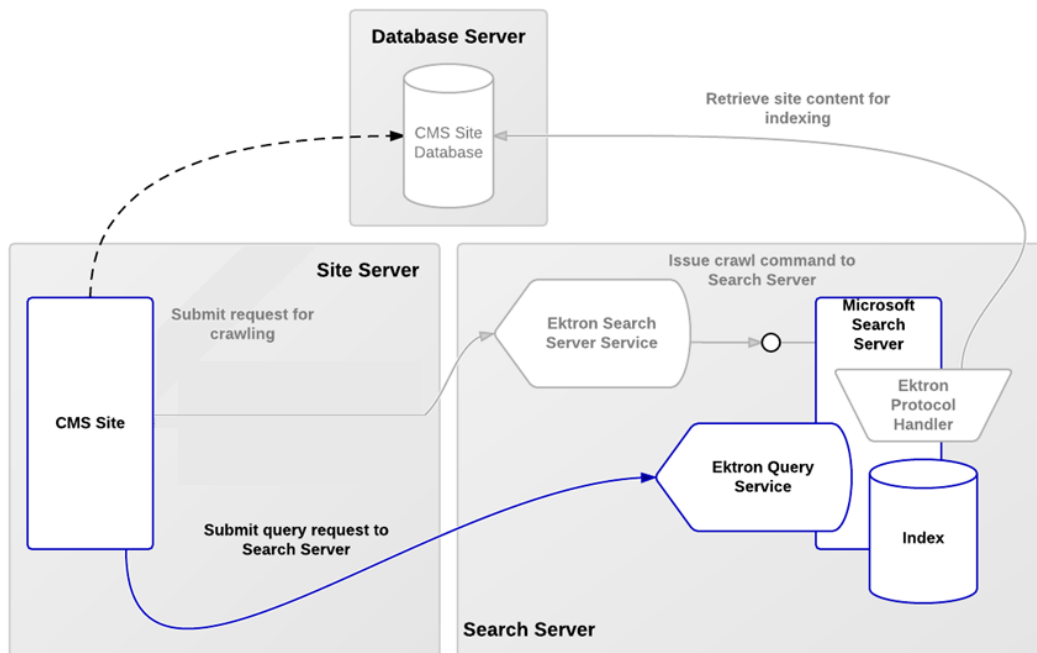 Database Server
CMS Site
Database
Retrieve site content for
indexing
Site Server
Submit request for
crawling
CMS Site
Submit query request to
Search Server
Issue crawl command to
Search Server
Ektron Search
Server Service
Microsoft
Search
Server
Ektron
Protocol
Handler
Ektron Query
Service
Index
Search Server